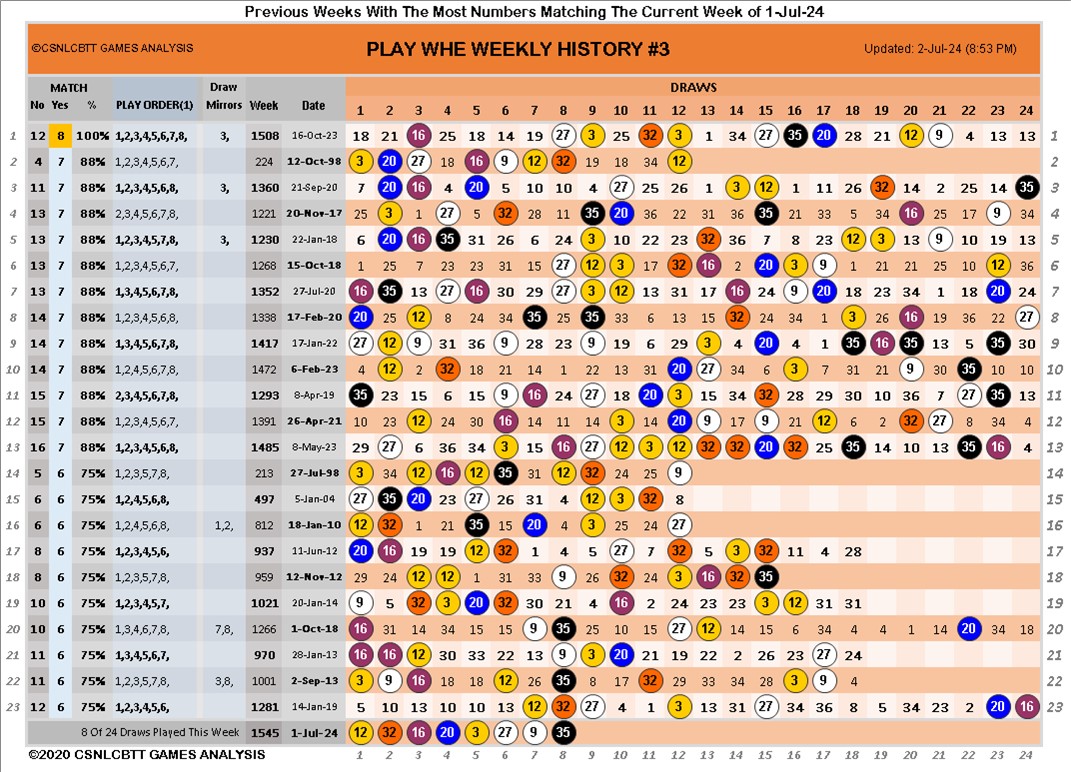 Previous Weeks With The Most Numbers Matching The Current Week of 1-Jul-24
©CSNLCBTT GAMES ANALYSIS PLAY WHE WEEKLY HISTORY #3 Updated: 2-Jul-24 (8:53 PM)
MATCH Draw DRAWS
No Yes % PLAY ORDER(1) Mirrors Week Date 1 2 3 4 5 6 7 8 9 10 11 12 13 14 15 16 17 18 19 20 21 22 23 24
1 12 8 100% 1,2,3,4,5,6,7,8, 3, 1508 16-Oct-23 18 21 16 25 18 14 19 27 3 25 32 3 1 34 27 35 20 28 21 12 9 4 13 13 1
2 4 7 88% 1,2,3,4,5,6,7, 224 12-Oct-98 3 20 27 18 16 9 12 32 19 18 34 12 2
3 11 7 88% 1,2,3,4,5,6,8, 3, 1360 21-Sep-20 7 20 16 4 20 5 10 10 4 27 25 26 1 3 12 1 11 26 32 14 2 25 14 35 3
4 13 7 88% 2,3,4,5,6,7,8, 1221 20-Nov-17 25 3 1 27 5 32 28 11 35 20 36 22 31 36 35 21 33 5 34 16 25 17 9 34 4
5 13 7 88% 1,2,3,4,5,7,8, 3, 1230 22-Jan-18 6 20 16 35 31 26 6 24 3 10 22 23 32 36 7 8 23 12 3 13 9 10 19 13 5
6 13 7 88% 1,2,3,4,5,6,7, 1268 15-Oct-18 1 25 7 23 23 31 15 27 12 3 17 32 16 2 20 3 9 1 21 21 25 10 12 36 6
7 13 7 88% 1,3,4,5,6,7,8, 1352 27-Jul-20 16 35 13 27 16 30 29 27 3 12 13 31 17 16 24 9 20 18 23 34 1 18 20 24 7
8 14 7 88% 1,2,3,4,5,6,8, 1338 17-Feb-20 20 25 12 8 24 34 35 25 35 33 6 13 15 32 24 34 1 3 26 16 19 36 22 27 8
9 14 7 88% 1,3,4,5,6,7,8, 1417 17-Jan-22 27 12 9 31 36 9 28 23 9 19 6 29 3 4 20 4 1 35 16 35 13 5 35 30 9
10 14 7 88% 1,2,4,5,6,7,8, 1472 6-Feb-23 4 12 2 32 18 21 14 1 22 13 31 20 27 34 6 3 7 31 21 9 30 35 10 10 10
11 15 7 88% 2,3,4,5,6,7,8, 1293 8-Apr-19 35 23 15 6 15 9 16 24 27 18 20 3 14 34 32 28 29 30 10 36 7 27 35 13 11
12 15 7 88% 1,2,3,4,5,6,7, 1391 26-Apr-21 10 23 12 24 30 16 11 14 14 3 14 20 9 17 9 17 12 6 2 32 27 8 34 4 12
13 16 7 88% 1,2,3,4,5,6,8, 1485 8-May-23 29 27 6 36 34 3 15 16 27 12 3 12 32 32 20 32 25 35 14 10 13 35 16 4 13
14 5 6 75% 1,2,3,5,7,8, 213 27-Jul-98 3 34 12 16 12 35 31 12 32 24 25 9 14
15 6 6 75% 1,2,4,5,6,8, 497 5-Jan-04 27 35 20 23 27 26 31 4 12 3 32 8 15
16 6 6 75% 1,2,4,5,6,8, 1,2, 812 18-Jan-10 12 32 1 21 35 15 20 4 3 25 24 27 16
17 8 6 75% 1,2,3,4,5,6, 937 11-Jun-12 20 16 19 19 12 32 1 4 5 27 7 32 5 3 32 11 4 28 17
18 8 6 75% 1,2,3,5,7,8, 959 12-Nov-12 29 24 12 12 1 31 33 9 26 32 24 3 16 32 35 18
19 10 6 75% 1,2,3,4,5,7, 1021 20-Jan-14 9 5 32 3 20 32 30 21 4 16 2 24 23 23 3 12 31 31 19
20 10 6 75% 1,3,4,6,7,8, 7,8, 1266 1-Oct-18 16 31 14 34 15 15 9 35 25 10 15 27 12 14 15 6 34 4 4 1 14 20 34 18 20
21 11 6 75% 1,3,4,5,6,7, 970 28-Jan-13 16 16 12 30 33 22 13 9 3 20 21 19 22 2 26 23 27 24 21
22 11 6 75% 1,2,3,5,7,8, 3,8, 1001 2-Sep-13 3 9 16 18 18 12 26 35 8 17 32 29 33 34 28 3 9 4 22
23 12 6 75% 1,2,3,4,5,6, 1281 14-Jan-19 5 10 13 10 10 13 12 32 27 4 1 3 13 31 27 34 36 8 5 34 23 2 20 16 23
8 Of 24 Draws Played This Week 1545 1-Jul-24 12 32 16 20 3 27 9 35
©2020 CSNLCBTT GAMES ANALYSIS 1 2 3 4 5 6 7 8 9 10 11 12 13 14 15 16 17 18 19 20 21 22 23 24